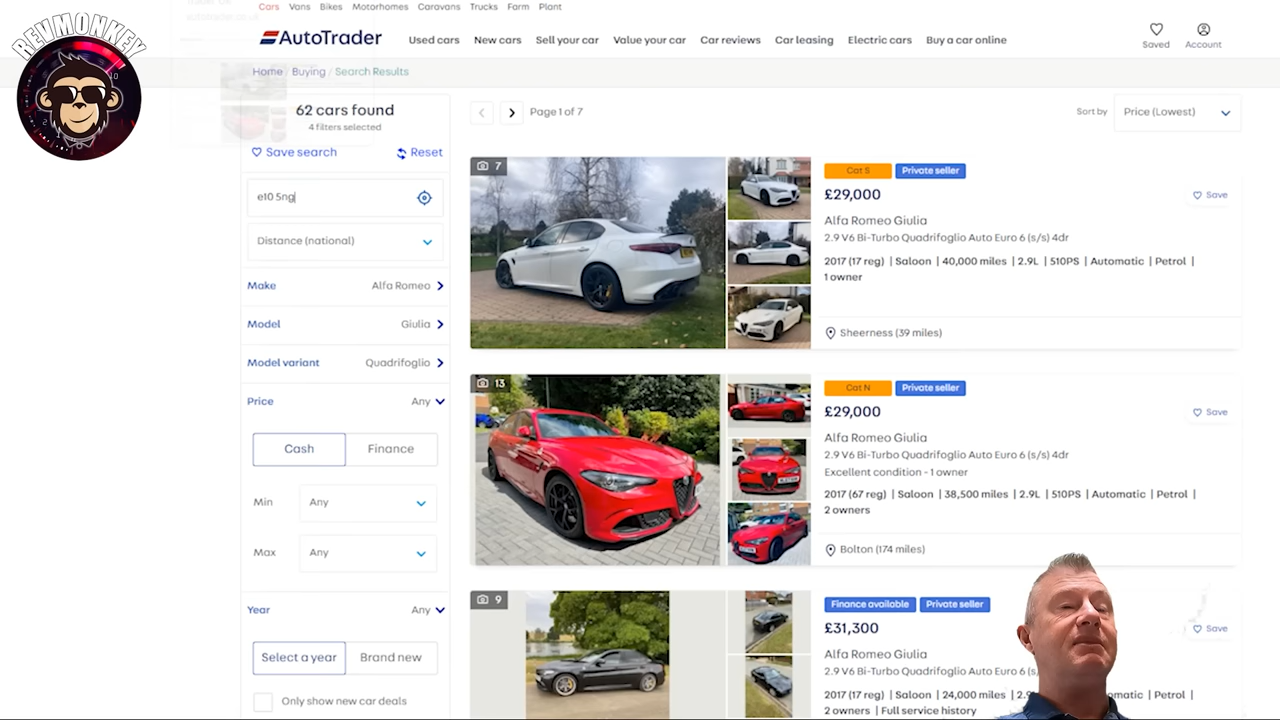 REVMONKEY
Cars Vans Bikes Motorhomes Caravans Trucks Farm Plant
AutoTrader
Used cars New cars Sell your car Value your car Car reviews Car leasing Electric cars Buy a car online
Saved Account
Home / Buying / Search Results
62 cars found
4 filters selected
Save search Reset
e10 5ng
Distance (national)
Make Alfa Romeo
Model Giulia
Model variant Quadrifoglio
Price Any
Cash Finance
Min Any
Max Any
Year Any
Select a year Brand new
Only show new car deals
Page 1 of 7
Sort by Price (Lowest)
7
Cat S Private seller
£29,000
Save
Alfa Romeo Giulia
2.9 V6 Bi-Turbo Quadrifoglio Auto Euro 6 (s/s) 4dr
2017 (17 reg) | Saloon | 40,000 miles | 2.9L | 510PS | Automatic | Petrol |
1 owner
Sheerness (39 miles)
13
Cat N Private seller
£29,000
Save
Alfa Romeo Giulia
2.9 V6 Bi-Turbo Quadrifoglio Auto Euro 6 (s/s) 4dr
Excellent condition - 1 owner
2017 (67 reg) | Saloon | 38,500 miles | 2.9L | 510PS | Automatic | Petrol |
2 owners
Bolton (174 miles)
9
Finance available Private seller
£31,300
Save
Alfa Romeo Giulia
2.9 V6 Bi-Turbo Quadrifoglio Auto Euro 6 (s
2017 (17 reg) | Saloon | 24,000 miles | 2.9 omatic | Petrol |
2 owners | Full service history